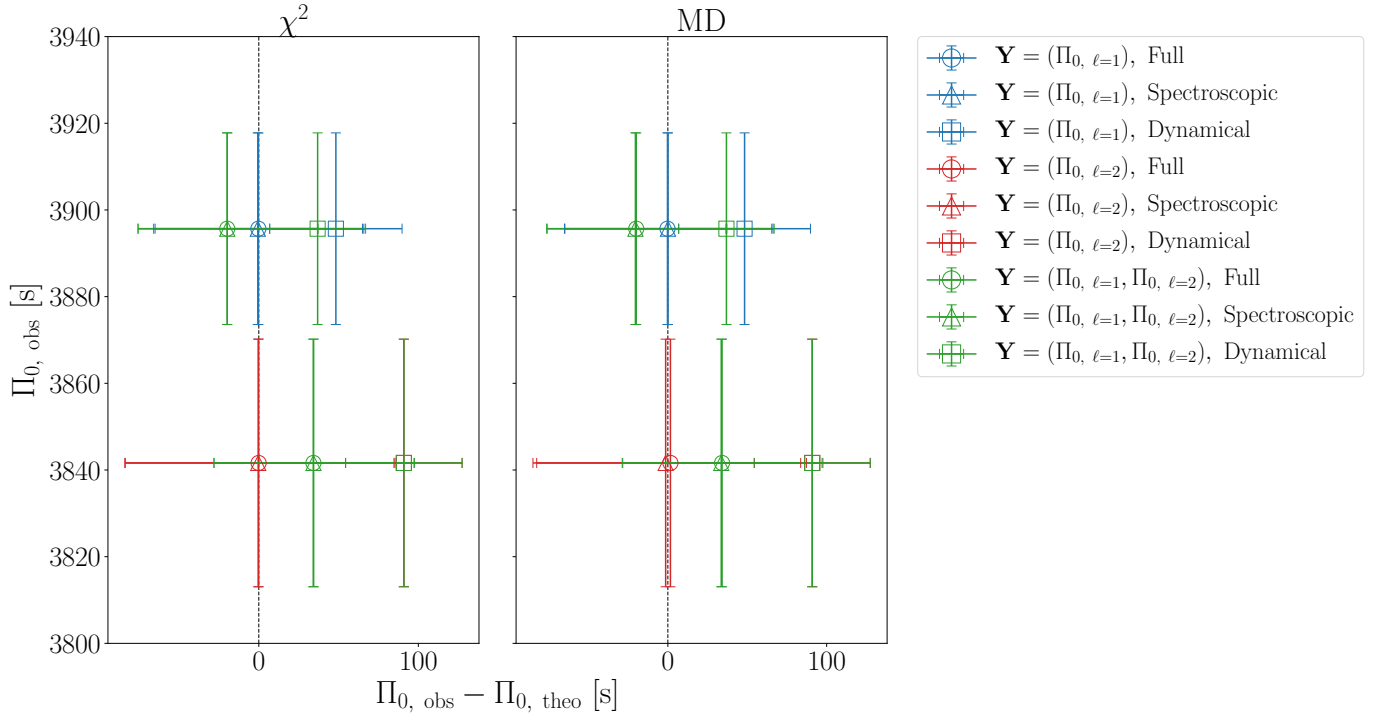 χ² MD
3940
3920
3900
3880
3860
3840
3820
3800
Π₀, obs [s]
0 100 0 100
Π₀, obs − Π₀, theo [s]
Y = (Π₀, ℓ=1), Full
Y = (Π₀, ℓ=1), Spectroscopic
Y = (Π₀, ℓ=1), Dynamical
Y = (Π₀, ℓ=2), Full
Y = (Π₀, ℓ=2), Spectroscopic
Y = (Π₀, ℓ=2), Dynamical
Y = (Π₀, ℓ=1, Π₀, ℓ=2), Full
Y = (Π₀, ℓ=1, Π₀, ℓ=2), Spectroscopic
Y = (Π₀, ℓ=1, Π₀, ℓ=2), Dynamical